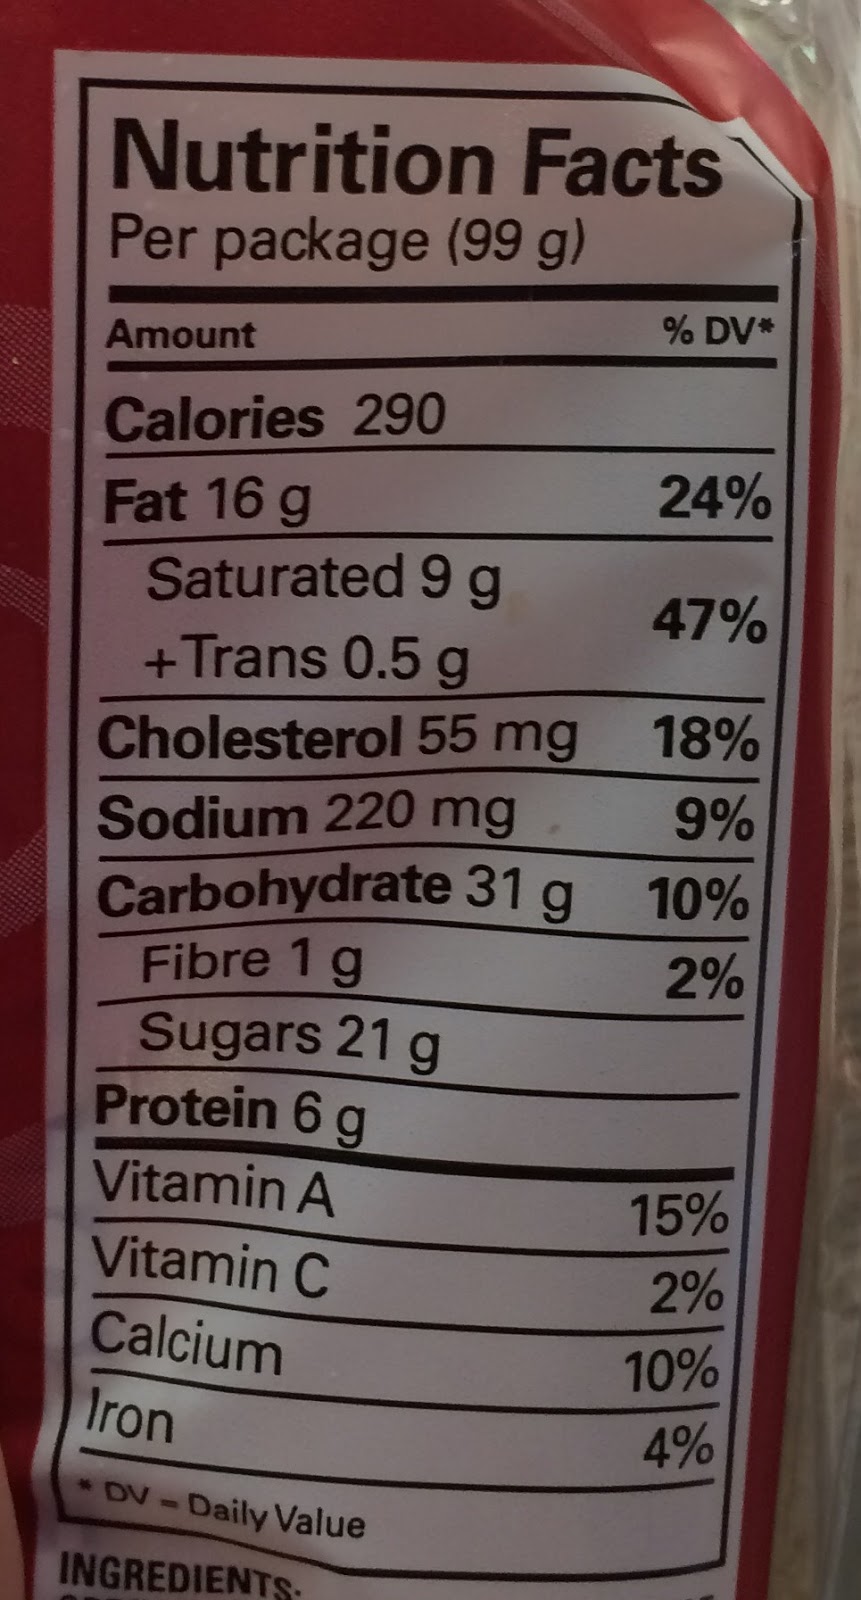 Nutrition Facts
Per package (99 g)
Amount % DV*
Calories 290
Fat 16 g 24%
Saturated 9 g
+Trans 0.5 g 47%
Cholesterol 55 mg 18%
Sodium 220 mg 9%
Carbohydrate 31 g 10%
Fibre 1 g 2%
Sugars 21 g
Protein 6 g
Vitamin A 15%
Vitamin C 2%
Calcium 10%
Iron 4%
* DV = Daily Value
INGREDIENTS: